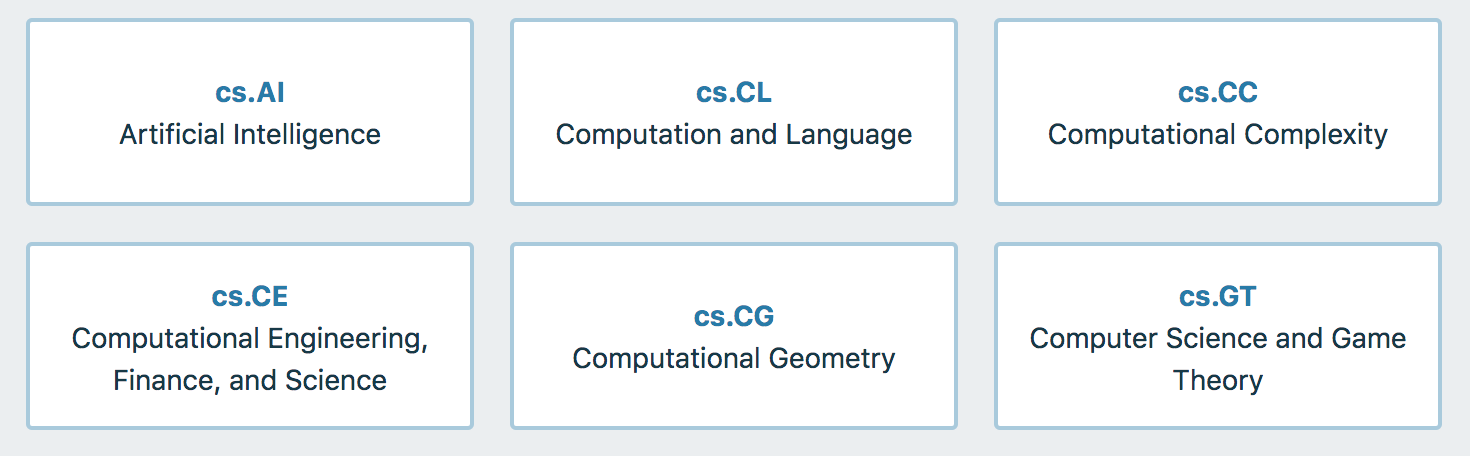 cs.AI
Artificial Intelligence
cs.CL
Computation and Language
cs.CC
Computational Complexity
cs.CE
Computational Engineering,
Finance, and Science
cs.CG
Computational Geometry
cs.GT
Computer Science and Game
Theory